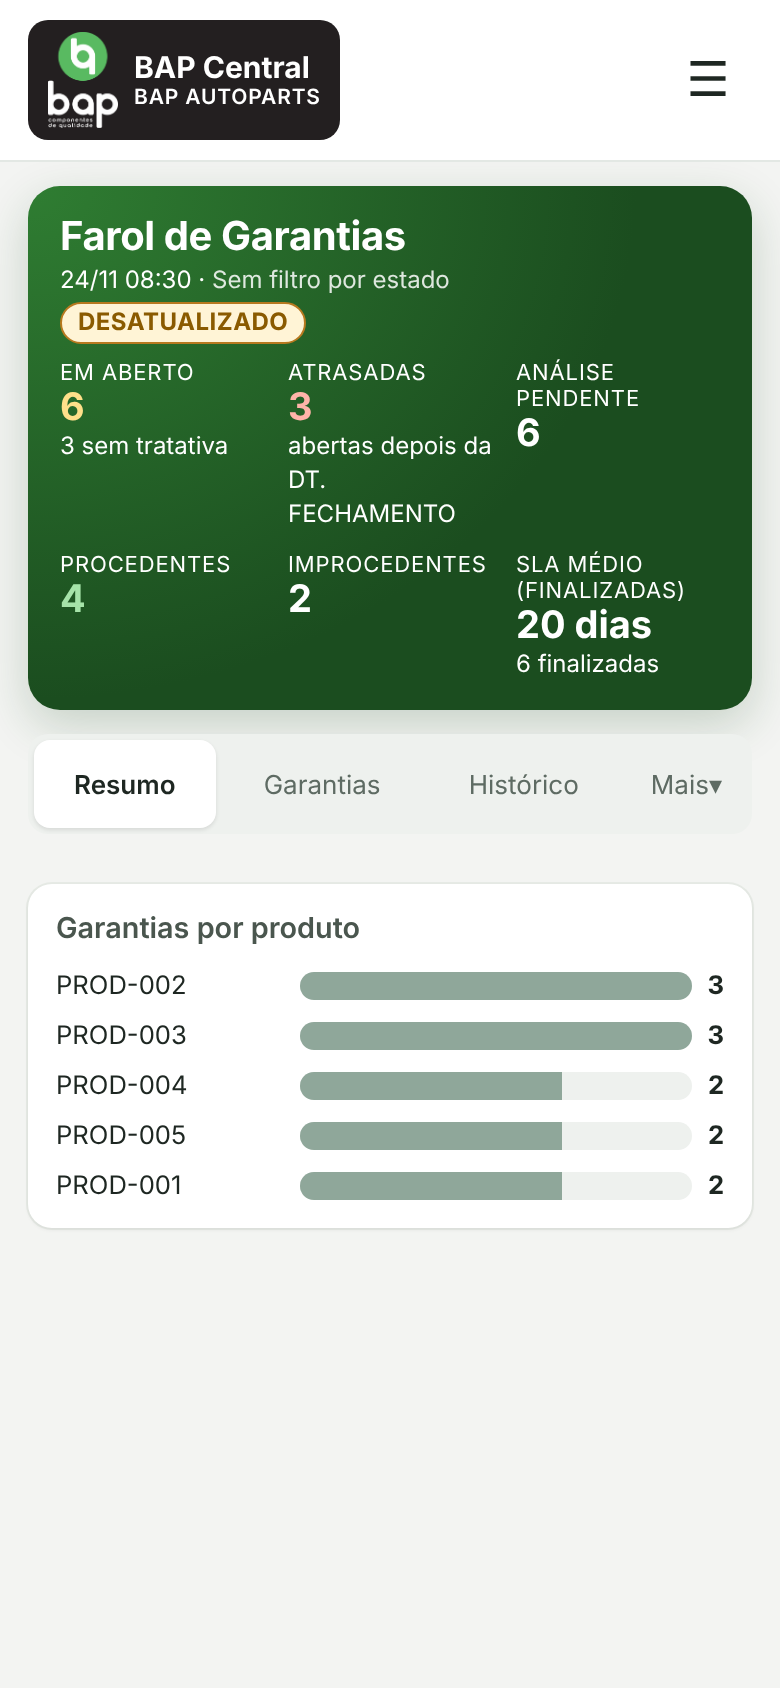 bap
componentes
de qualidade
BAP Central
BAP AUTOPARTS
☰
Farol de Garantias
24/11 08:30 · Sem filtro por estado
DESATUALIZADO
EM ABERTO
6
3 sem tratativa
ATRASADAS
3
abertas depois da
DT.
FECHAMENTO
ANÁLISE
PENDENTE
6
PROCEDENTES
4
IMPROCEDENTES
2
SLA MÉDIO
(FINALIZADAS)
20 dias
6 finalizadas
Resumo Garantias Histórico Mais▾
Garantias por produto
PROD-002 3
PROD-003 3
PROD-004 2
PROD-005 2
PROD-001 2